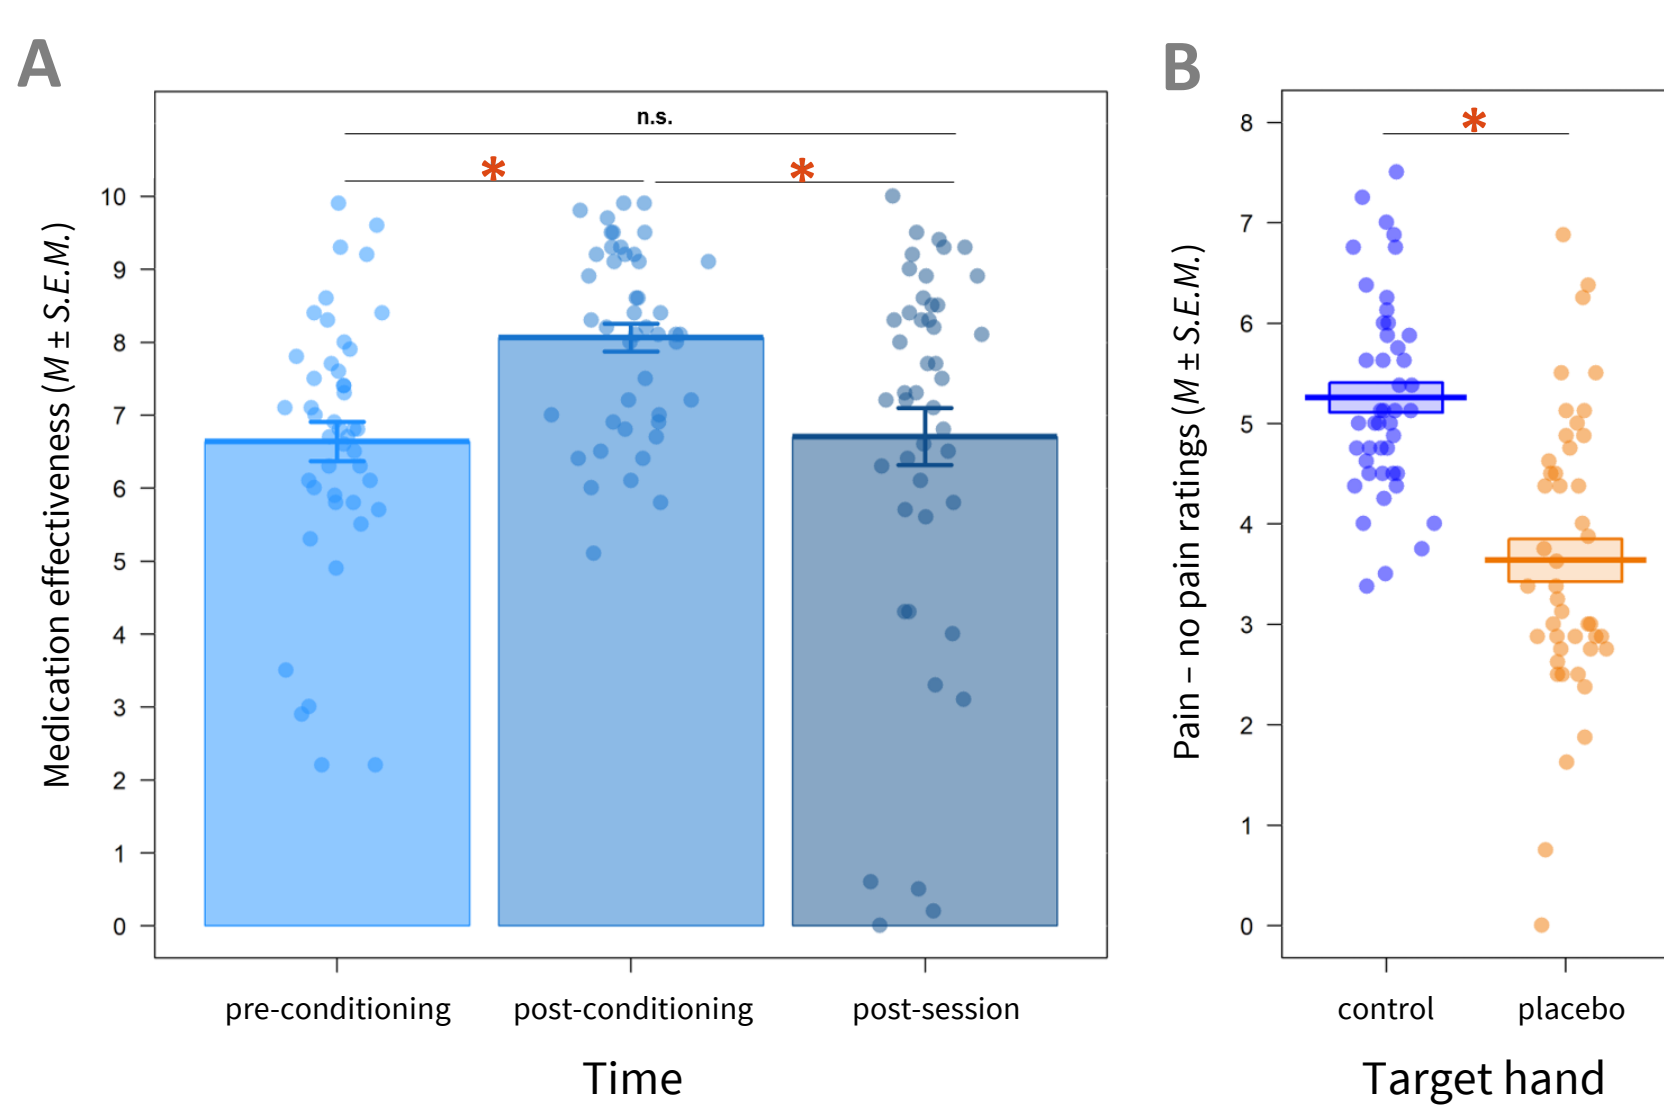 A
Medication effectiveness (M ± S.E.M.)
n.s.
*
*
10
9
8
7
6
5
4
3
2
1
0
pre-conditioning
post-conditioning
post-session
Time
B
Pain – no pain ratings (M ± S.E.M.)
*
8
7
6
5
4
3
2
1
0
control
placebo
Target hand